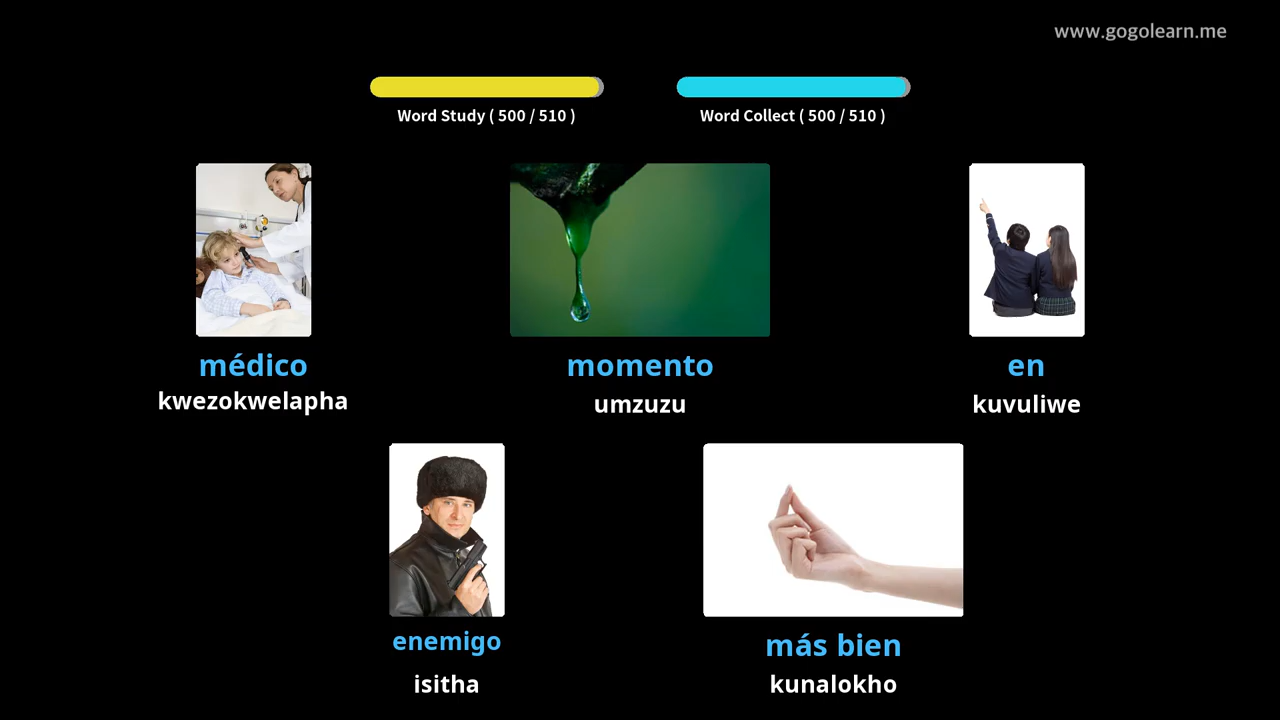 www.gogolearn.me
Word Study ( 500 / 510 )
Word Collect ( 500 / 510 )
médico
kwezokwelapha
momento
umzuzu
en
kuvuliwe
enemigo
isitha
más bien
kunalokho